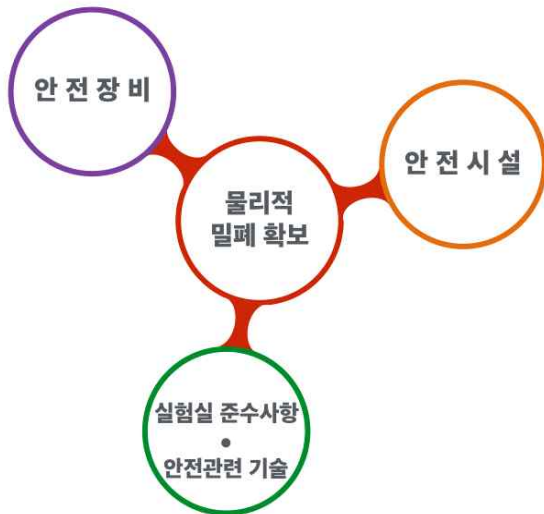 안 전 장 비
안 전 시 설
물리적
밀폐 확보
실험실 준수사항
•
안전관련 기술